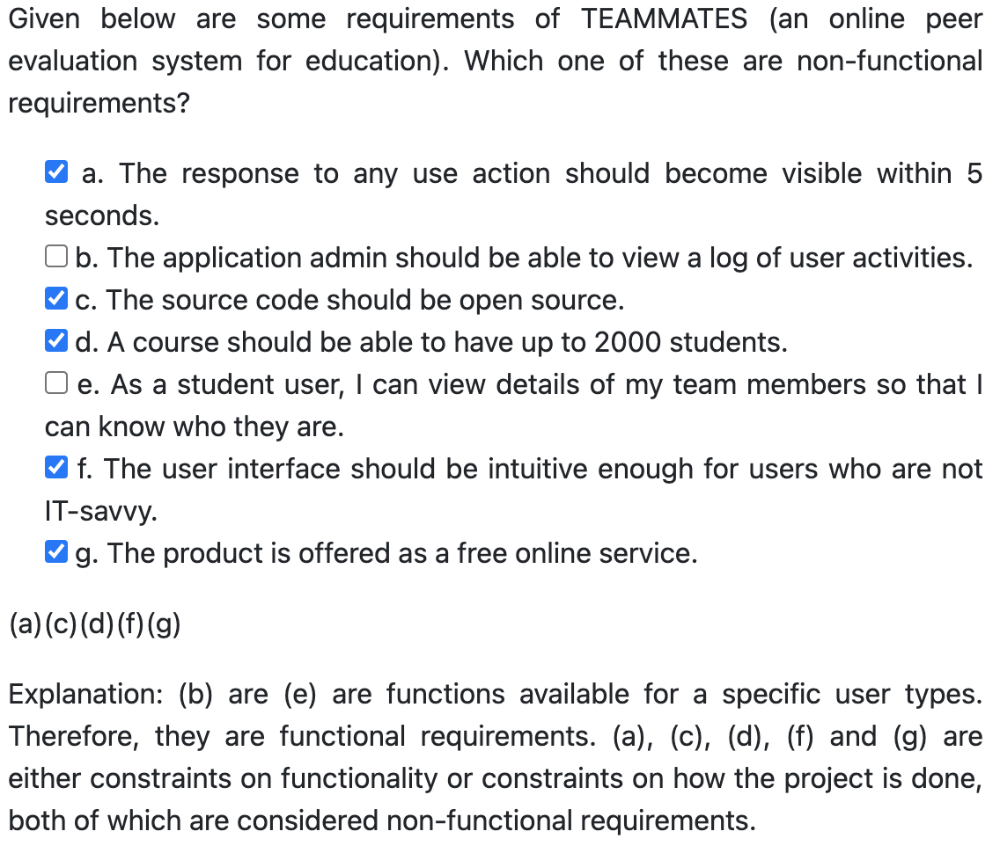 Given below are some requirements of TEAMMATES (an online peer
evaluation system for education). Which one of these are non-functional
requirements?
a. The response to any use action should become visible within 5
seconds.
b. The application admin should be able to view a log of user activities.
c. The source code should be open source.
d. A course should be able to have up to 2000 students.
e. As a student user, I can view details of my team members so that I
can know who they are.
f. The user interface should be intuitive enough for users who are not
IT-savvy.
g. The product is offered as a free online service.
(a)(c)(d)(f)(g)
Explanation: (b) are (e) are functions available for a specific user types.
Therefore, they are functional requirements. (a), (c), (d), (f) and (g) are
either constraints on functionality or constraints on how the project is done,
both of which are considered non-functional requirements.